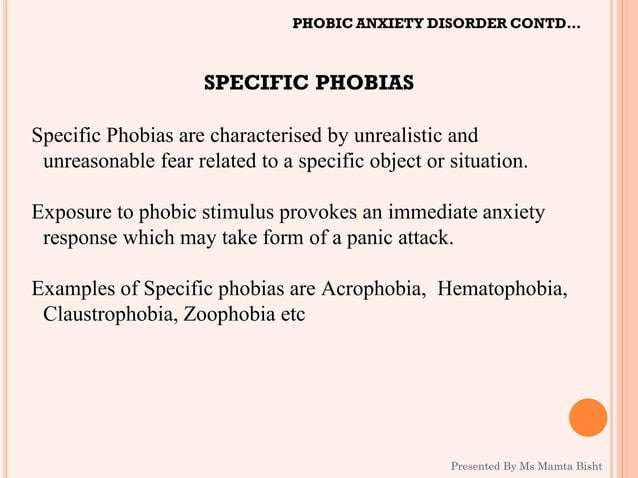 PHOBIC ANXIETY DISORDER CONTD...
SPECIFIC PHOBIAS
Specific Phobias are characterised by unrealistic and
unreasonable fear related to a specific object or situation.
Exposure to phobic stimulus provokes an immediate anxiety
response which may take form of a panic attack.
Examples of Specific phobias are Acrophobia, Hematophobia,
Claustrophobia, Zoophobia etc
Presented By Ms Mamta Bisht